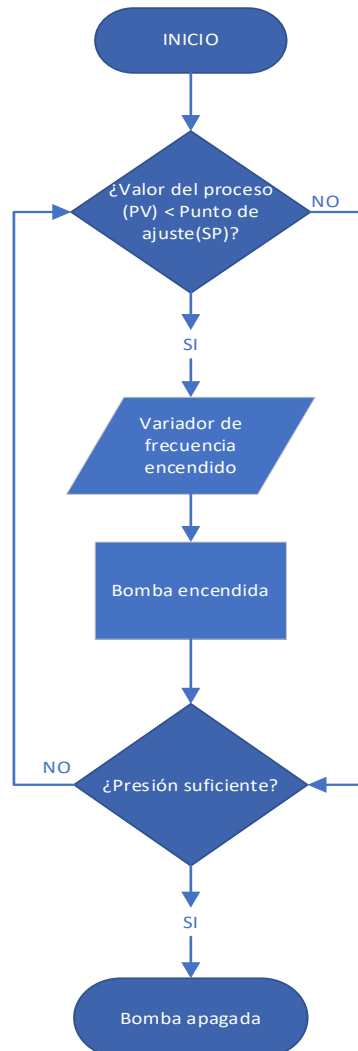 INICIO
¿Valor del proceso
(PV) < Punto de
ajuste(SP)?
NO
SI
Variador de
frecuencia
encendido
Bomba encendida
NO
¿Presión suficiente?
SI
Bomba apagada